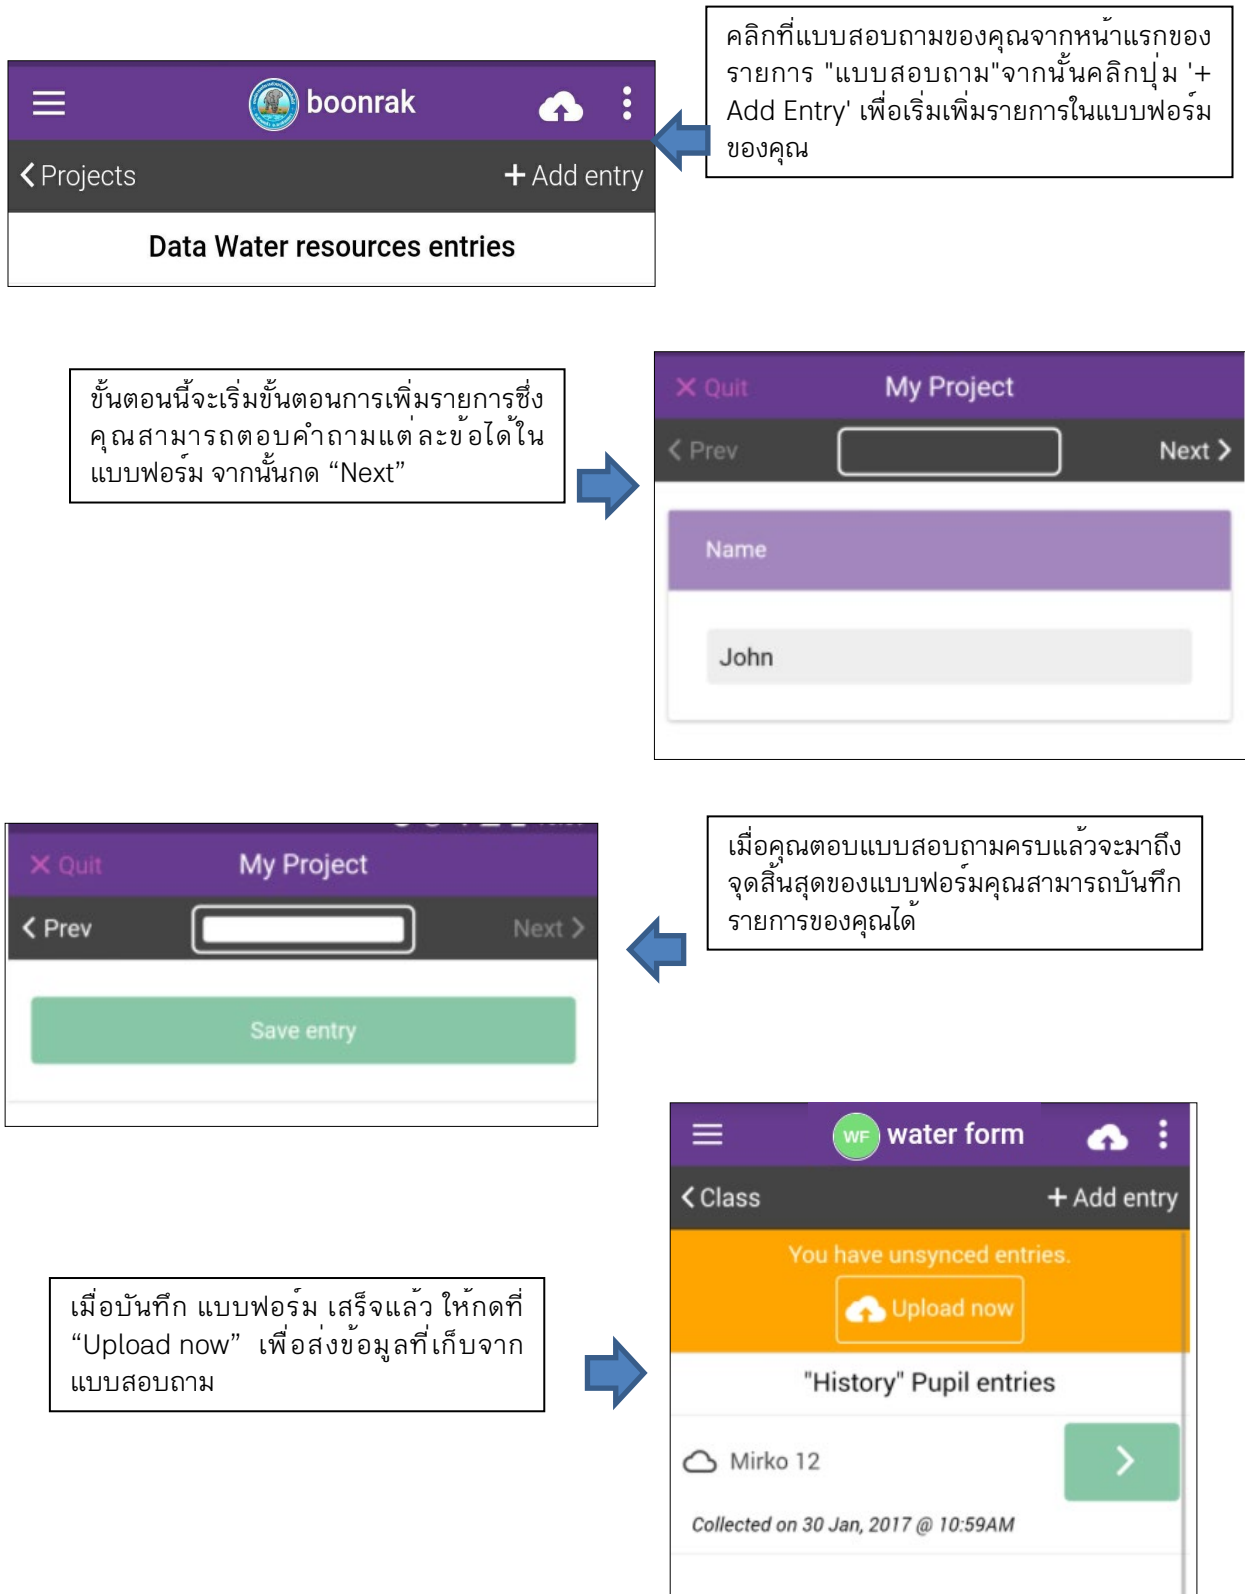 คลิกที่แบบสอบถามของคุณจากหน้าแรกของ
รายการ "แบบสอบถาม"จากนั้นคลิกปุ่ม '+
Add Entry' เพื่อเริ่มเพิ่มรายการในแบบฟอร์ม
ของคุณ
boonrak
Projects
+ Add entry
Data Water resources entries
ขั้นตอนนี้จะเริ่มขั้นตอนการเพิ่มรายการซึ่ง
คุณสามารถตอบคำถามแต่ละข้อได้ใน
แบบฟอร์ม จากนั้นกด “Next”
✕ Quit
My Project
Prev
Next
Name
John
เมื่อคุณตอบแบบสอบถามครบแล้วจะมาถึง
จุดสิ้นสุดของแบบฟอร์มคุณสามารถบันทึก
รายการของคุณได้
✕ Quit
My Project
Prev
Next
Save entry
เมื่อบันทึก แบบฟอร์ม เสร็จแล้ว ให้กดที่
“Upload now” เพื่อส่งข้อมูลที่เก็บจาก
แบบสอบถาม
WF water form
Class
+ Add entry
You have unsynced entries.
Upload now
"History" Pupil entries
Mirko 12
Collected on 30 Jan, 2017 @ 10:59AM